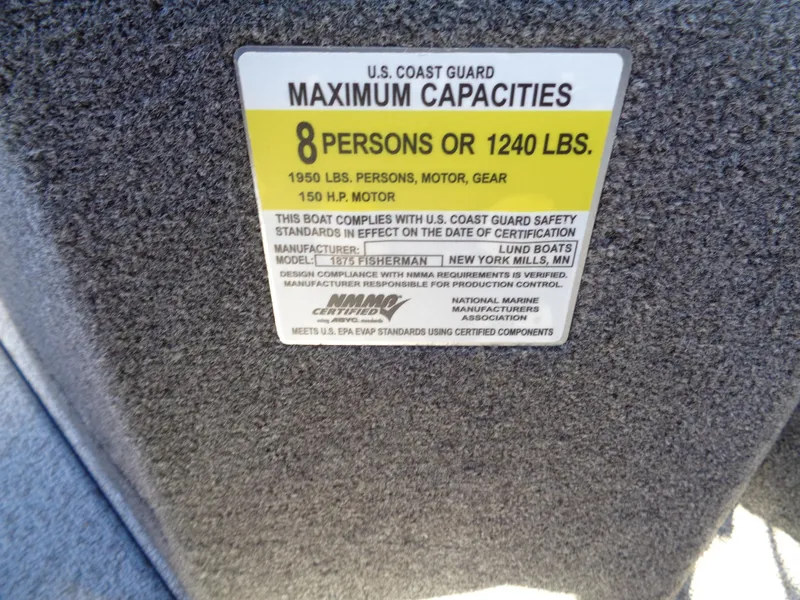 U.S. COAST GUARD
MAXIMUM CAPACITIES
8 PERSONS OR 1240 LBS.
1950 LBS. PERSONS, MOTOR, GEAR
150 H.P. MOTOR
THIS BOAT COMPLIES WITH U.S. COAST GUARD SAFETY
STANDARDS IN EFFECT ON THE DATE OF CERTIFICATION
MANUFACTURER: LUND BOATS
MODEL: 1875 FISHERMAN NEW YORK MILLS, MN
DESIGN COMPLIANCE WITH NMMA REQUIREMENTS IS VERIFIED.
MANUFACTURER RESPONSIBLE FOR PRODUCTION CONTROL.
NMMA
CERTIFIED
using ABYC standards
NATIONAL MARINE
MANUFACTURERS
ASSOCIATION
MEETS U.S. EPA EVAP STANDARDS USING CERTIFIED COMPONENTS